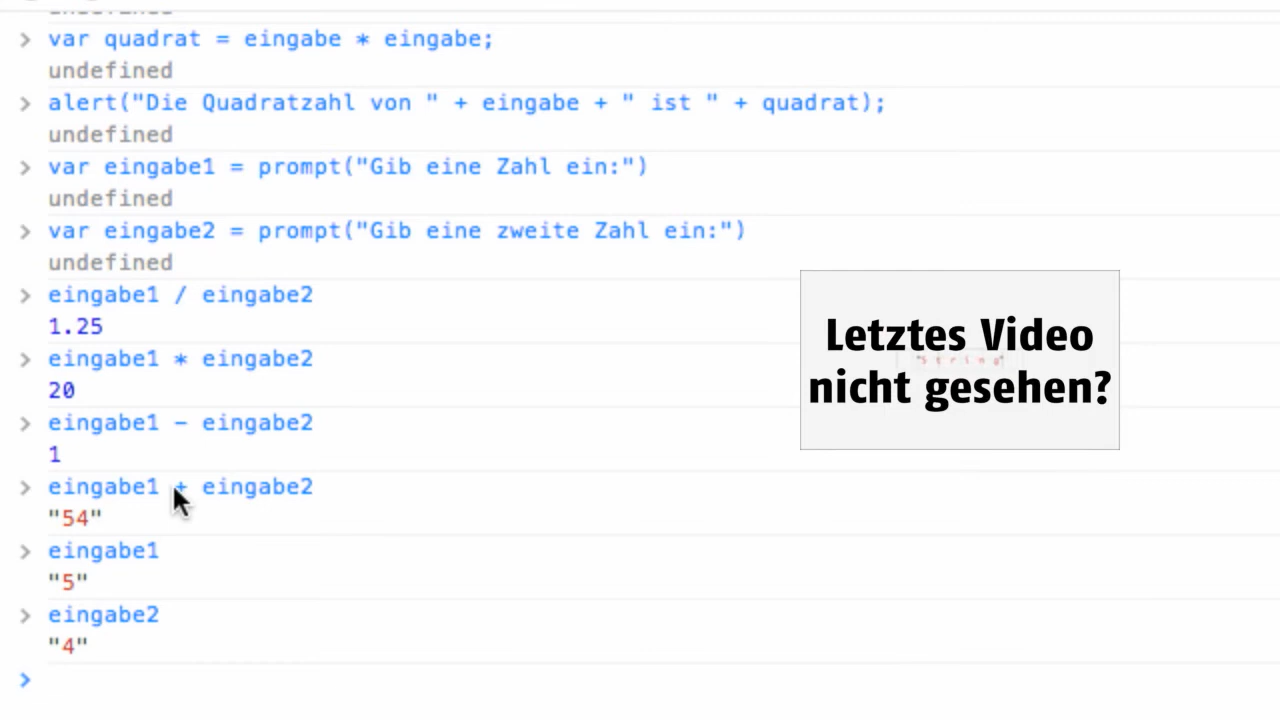 > var quadrat = eingabe * eingabe;
undefined
> alert("Die Quadratzahl von " + eingabe + " ist " + quadrat);
undefined
> var eingabe1 = prompt("Gib eine Zahl ein:")
undefined
> var eingabe2 = prompt("Gib eine zweite Zahl ein:")
undefined
> eingabe1 / eingabe2
1.25
> eingabe1 * eingabe2
20
> eingabe1 - eingabe2
1
> eingabe1 + eingabe2
"54"
> eingabe1
"5"
> eingabe2
"4"
>
Letztes Video
nicht gesehen?
"String"